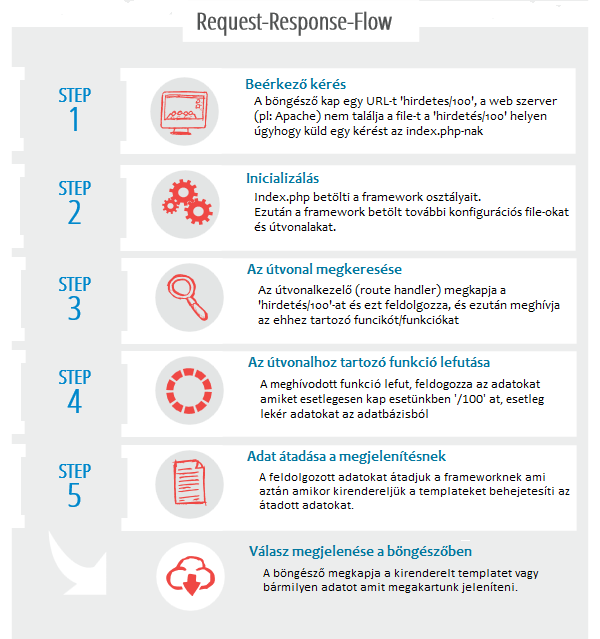 Request-Response-Flow
STEP
1
Beérkező kérés
A böngésző kap egy URL-t 'hirdetes/100', a web szerver
(pl: Apache) nem találja a file-t a 'hirdetés/100' helyen
úgyhogy küld egy kérést az index.php-nak
STEP
2
Inicializálás
Index.php betölti a framework osztályait.
Ezután a framework betölt további konfigurációs file-okat
és útvonalakat.
STEP
3
Az útvonal megkeresése
Az útvonalkezelő (route handler) megkapja a
'hirdetés/100'-at és ezt feldolgozza, és ezután meghívja
az ehhez tartozó funcikót/funkciókat
STEP
4
Az útvonalhoz tartozó funkció lefutása
A meghívodott funkció lefut, feldogozza az adatokat
amiket esetlegesen kap esetünkben '/100' at, esetleg
lekér adatokat az adatbázisból
STEP
5
Adat átadása a megjelenítésnek
A feldolgozott adatokat átadjuk a frameworknek ami
aztán amikor kirendereljük a templateket behejetesíti az
átadott adatokat.
Válasz megjelenése a böngészőben
A böngésző megkapja a kirenderelt templatet vagy
bármilyen adatot amit megakartunk jeleníteni.